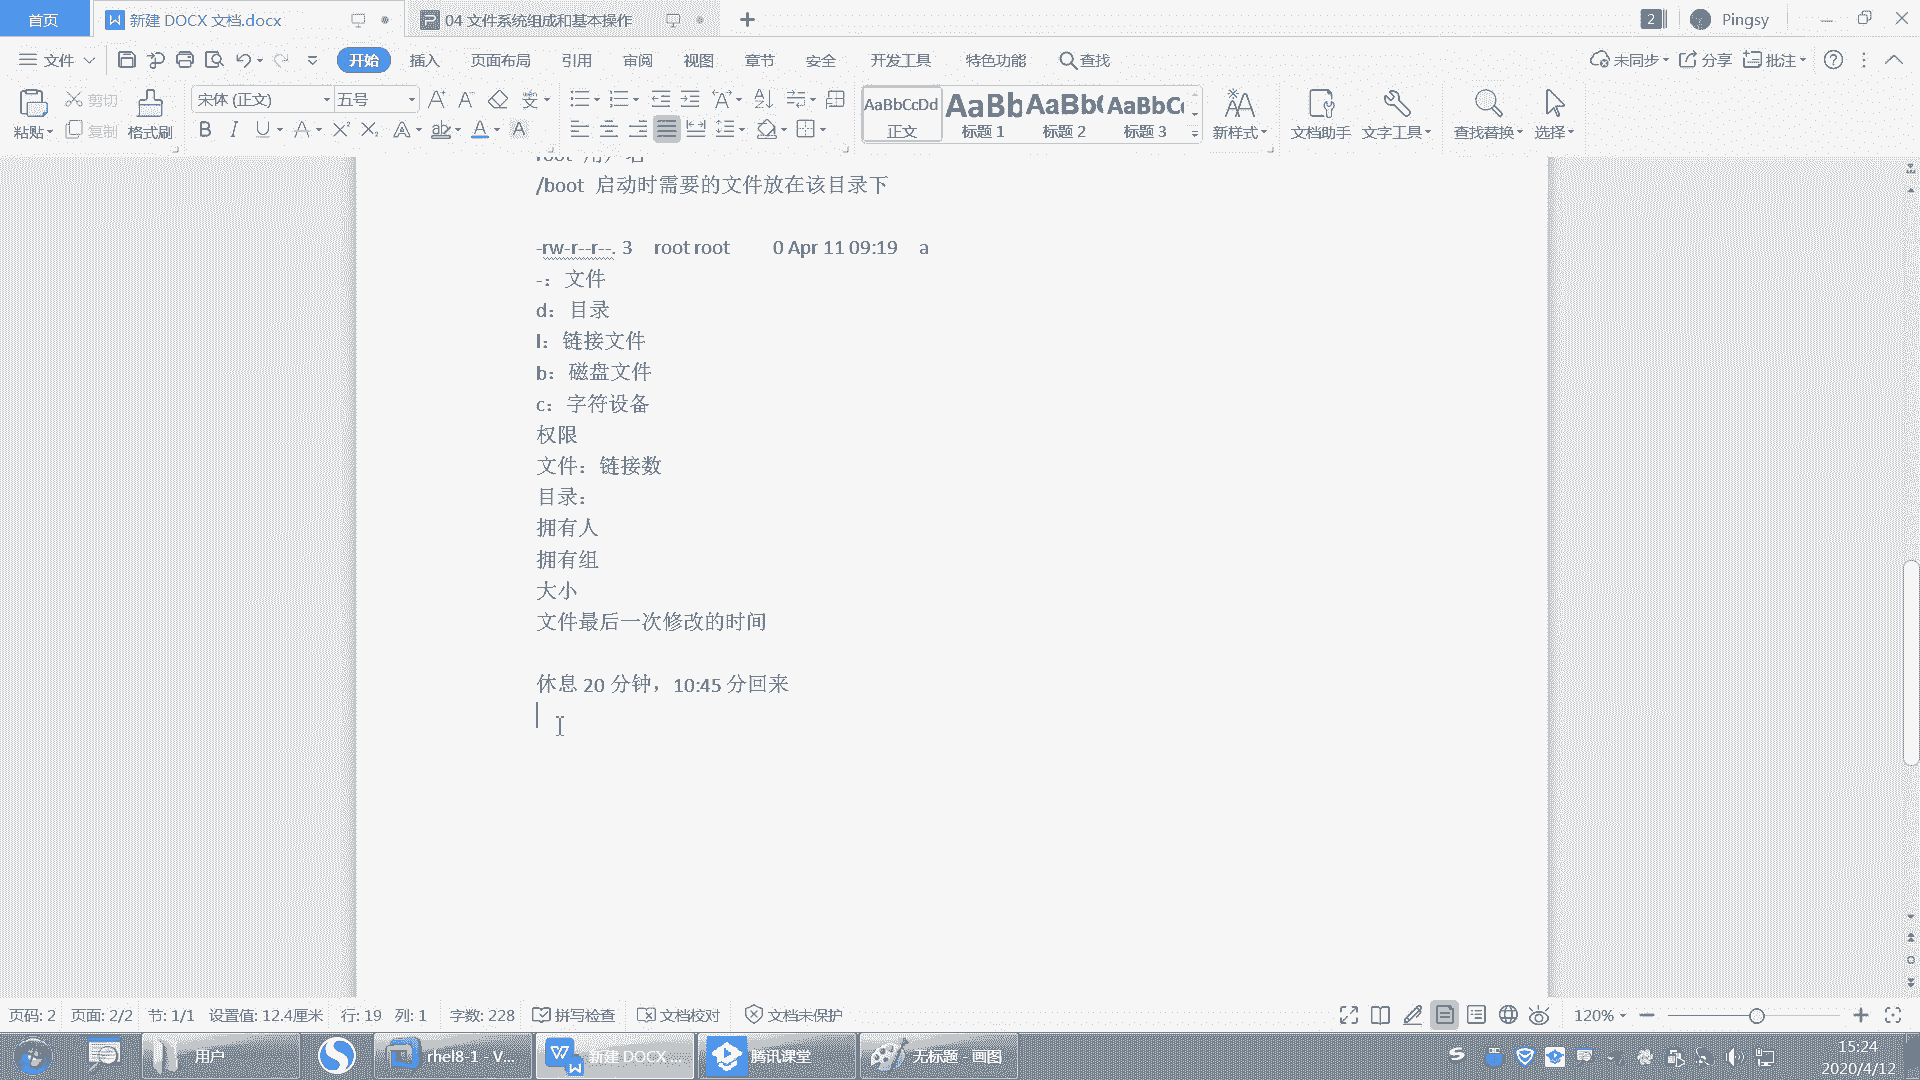 首页
新建 DOCX 文档.docx
04 文件系统组成和基本操作
2
Pingsy
文件
开始
插入
页面布局
引用
审阅
视图
章节
安全
开发工具
特色功能
查找
未同步
分享
批注
粘贴
剪切
复制
格式刷
宋体 (正文)
五号
AaBbCcDd
正文
标题 1
标题 2
标题 3
新样式
文档助手
文字工具
查找替换
选择
/boot 启动时需要的文件放在该目录下
-rw-r--r--. 3 root root 0 Apr 11 09:19 a
-：文件
d：目录
l：链接文件
b：磁盘文件
c：字符设备
权限
文件：链接数
目录：
拥有人
拥有组
大小
文件最后一次修改的时间
休息 20 分钟，10:45 分回来
页码: 2 页面: 2/2 节: 1/1 设置值: 12.4厘米 行: 19 列: 1 字数: 228 拼写检查 文档校对 文档未保护
120%
用户
rhel8-1 - V...
新建 DOCX ...
腾讯课堂
无标题 - 画图
15:24
2020/4/12